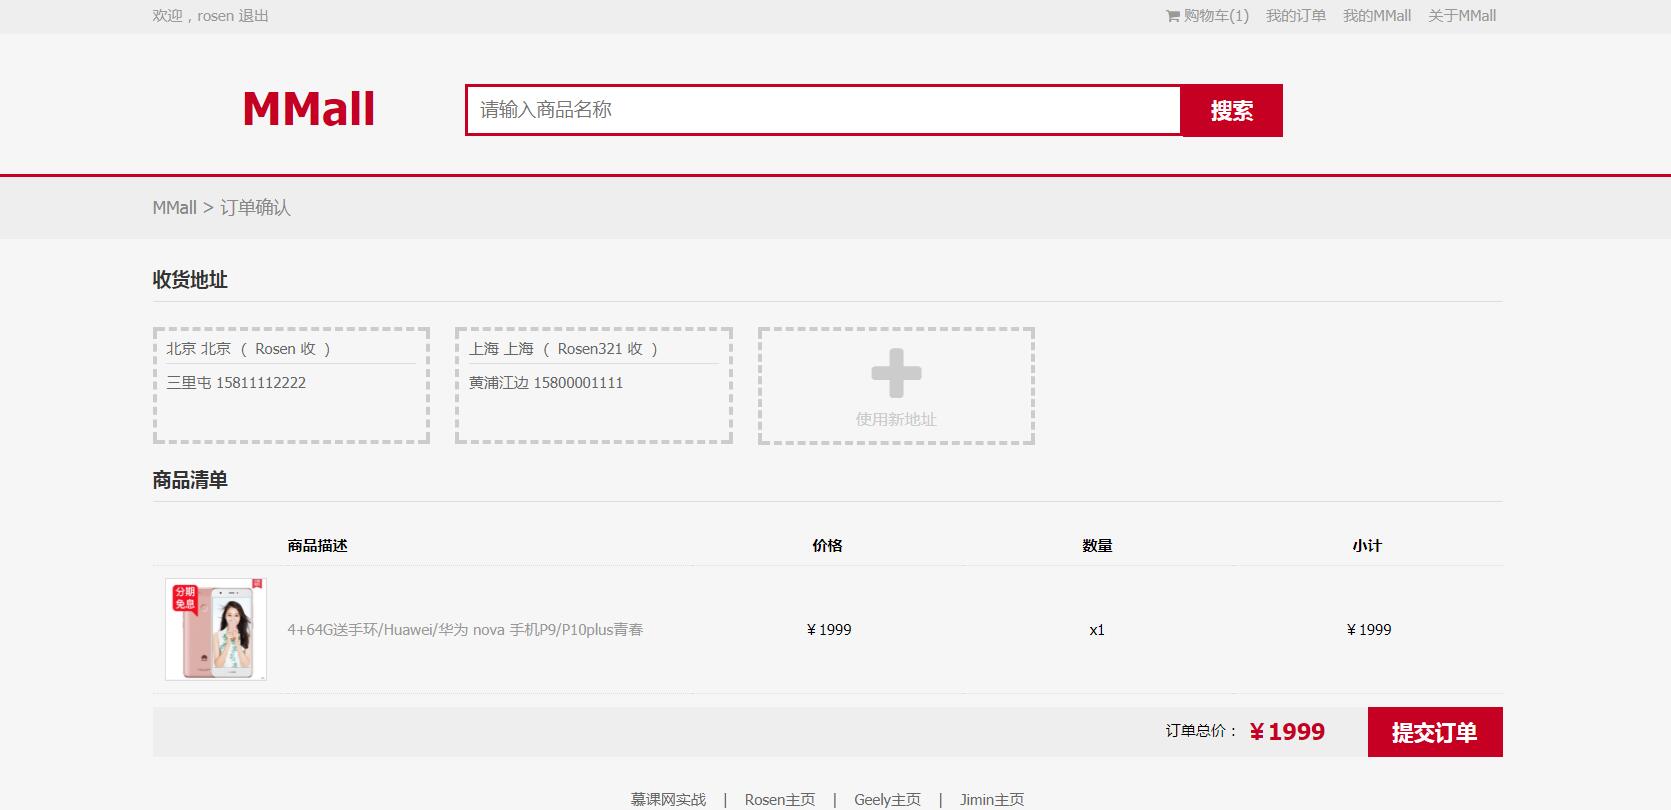 欢迎，rosen 退出
购物车(1) 我的订单 我的MMall 关于MMall
MMall
请输入商品名称
搜索
MMall > 订单确认
收货地址
北京 北京 （ Rosen 收 ）
三里屯 15811112222
上海 上海 （ Rosen321 收 ）
黄浦江边 15800001111
使用新地址
商品清单
商品描述 价格 数量 小计
分期
免息
4+64G送手环/Huawei/华为 nova 手机P9/P10plus青春 ￥1999 x1 ￥1999
订单总价： ￥1999 提交订单
慕课网实战 | Rosen主页 | Geely主页 | Jimin主页